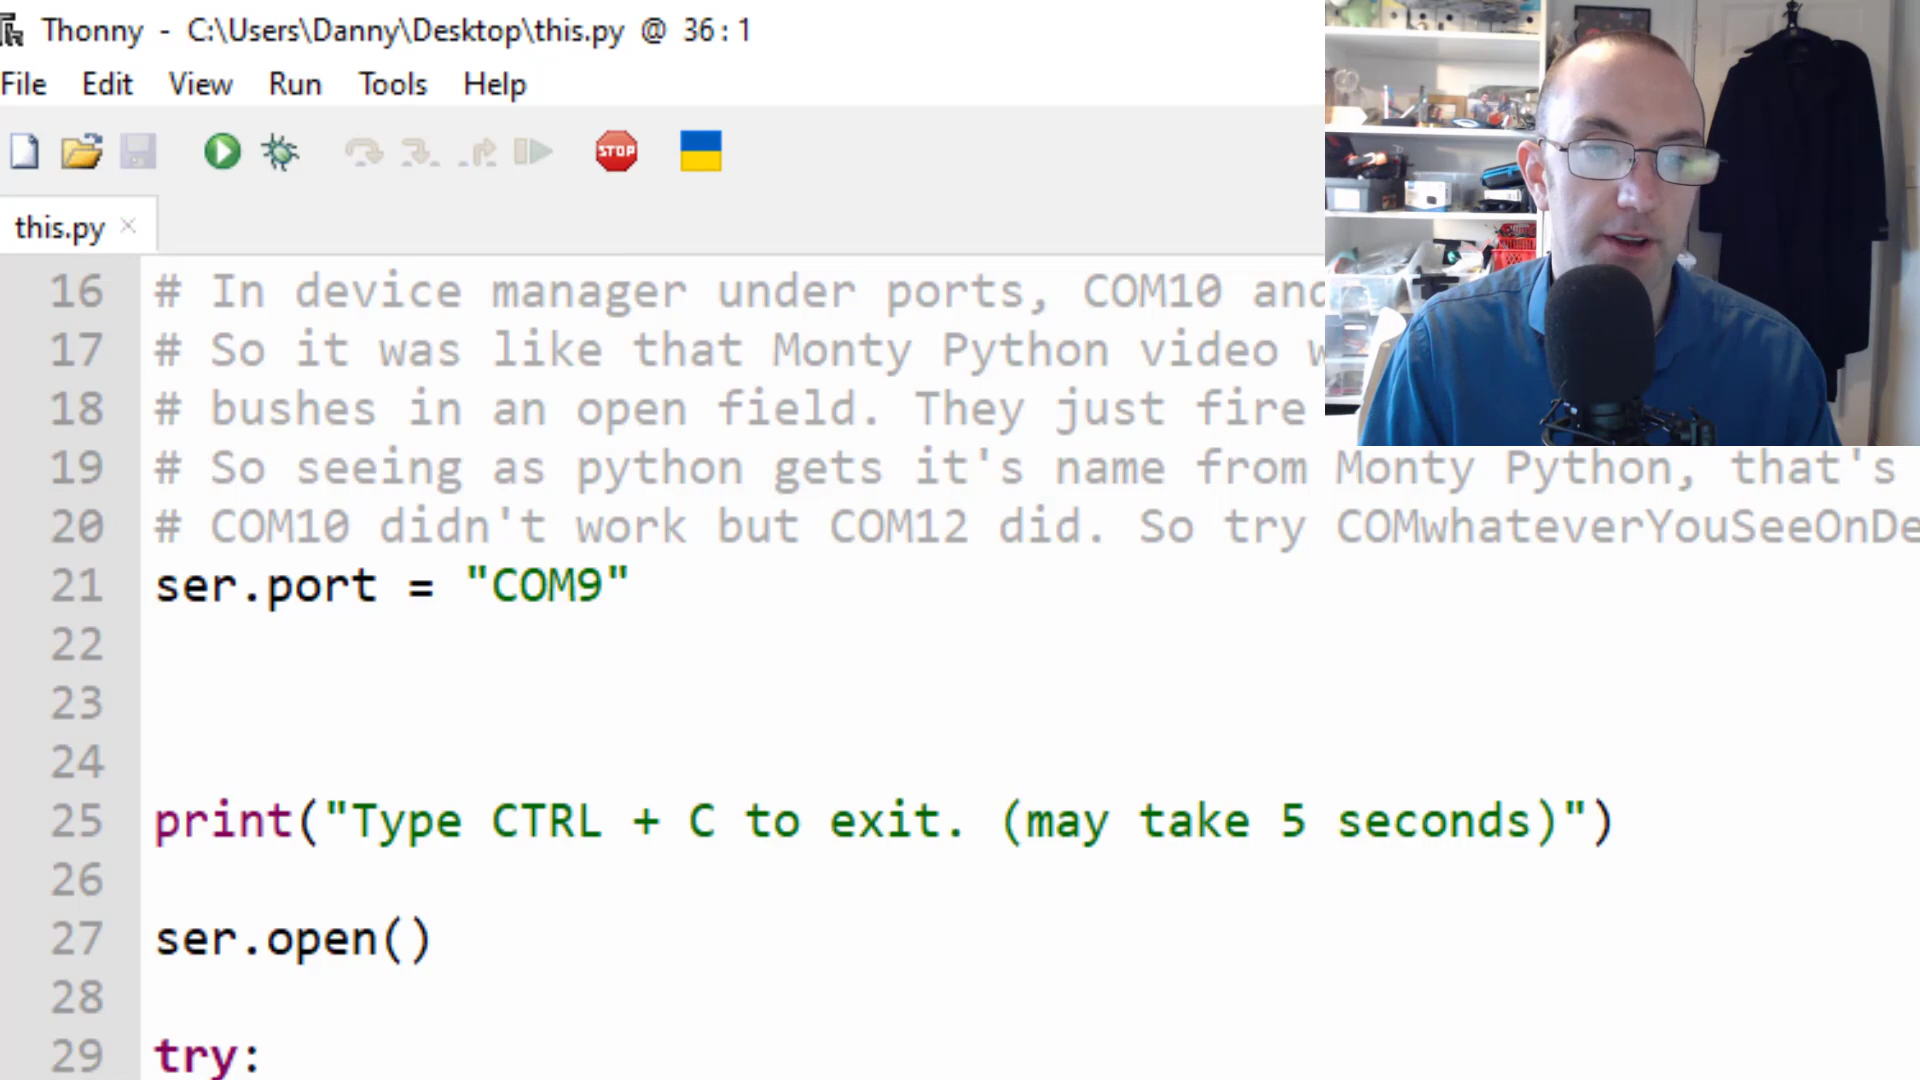 Thonny - C:\Users\Danny\Desktop\this.py @ 36:1
File Edit View Run Tools Help
STOP
this.py
16 # In device manager under ports, COM10 and
17 # So it was like that Monty Python video
18 # bushes in an open field. They just fire
19 # So seeing as python gets it's name from Monty Python, that's
20 # COM10 didn't work but COM12 did. So try COMwhateverYouSeeOnDe
21 ser.port = "COM9"
22
23
24
25 print("Type CTRL + C to exit. (may take 5 seconds)")
26
27 ser.open()
28
29 try: